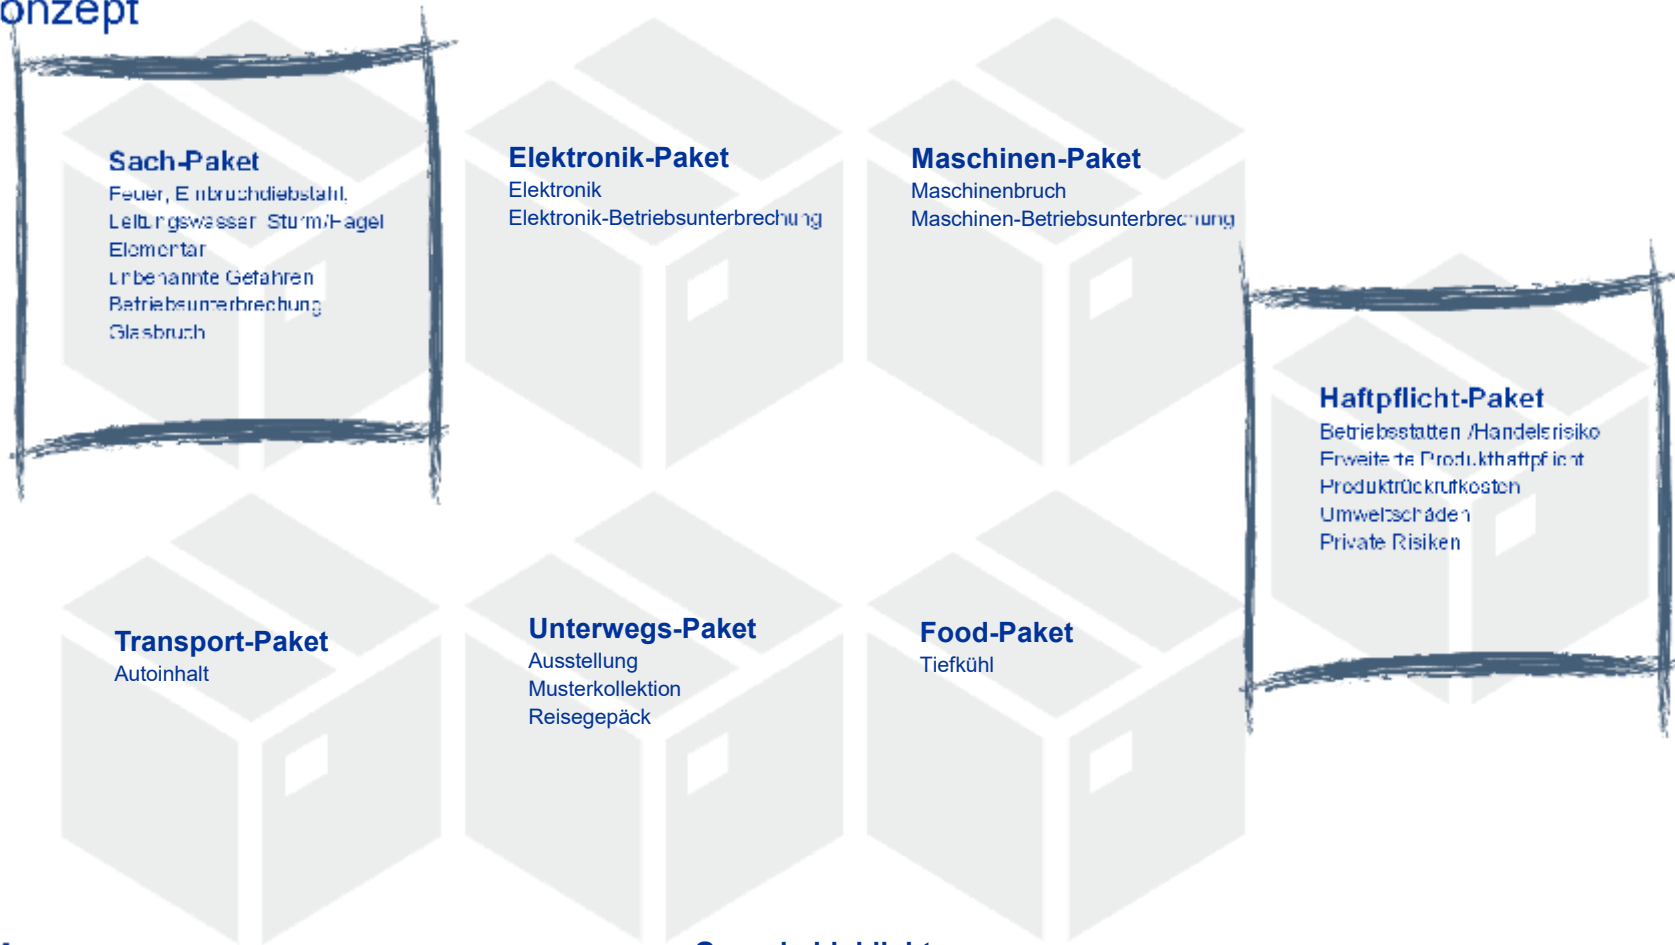 onzept
Sach-Paket
Feuer, Einbruchdiebstahl,
Leitungswasser, Sturm/Hagel
Elementar
unbenannte Gefahren
Betriebsunterbrechung
Glasbruch
Elektronik-Paket
Elektronik
Elektronik-Betriebsunterbrechung
Maschinen-Paket
Maschinenbruch
Maschinen-Betriebsunterbrechung
Haftpflicht-Paket
Betriebsstätten-/Handelsrisiko
Erweiterte Produkthaftpflicht
Produktrückrufkosten
Umweltschäden
Private Risiken
Transport-Paket
Autoinhalt
Unterwegs-Paket
Ausstellung
Musterkollektion
Reisegepäck
Food-Paket
Tiefkühl